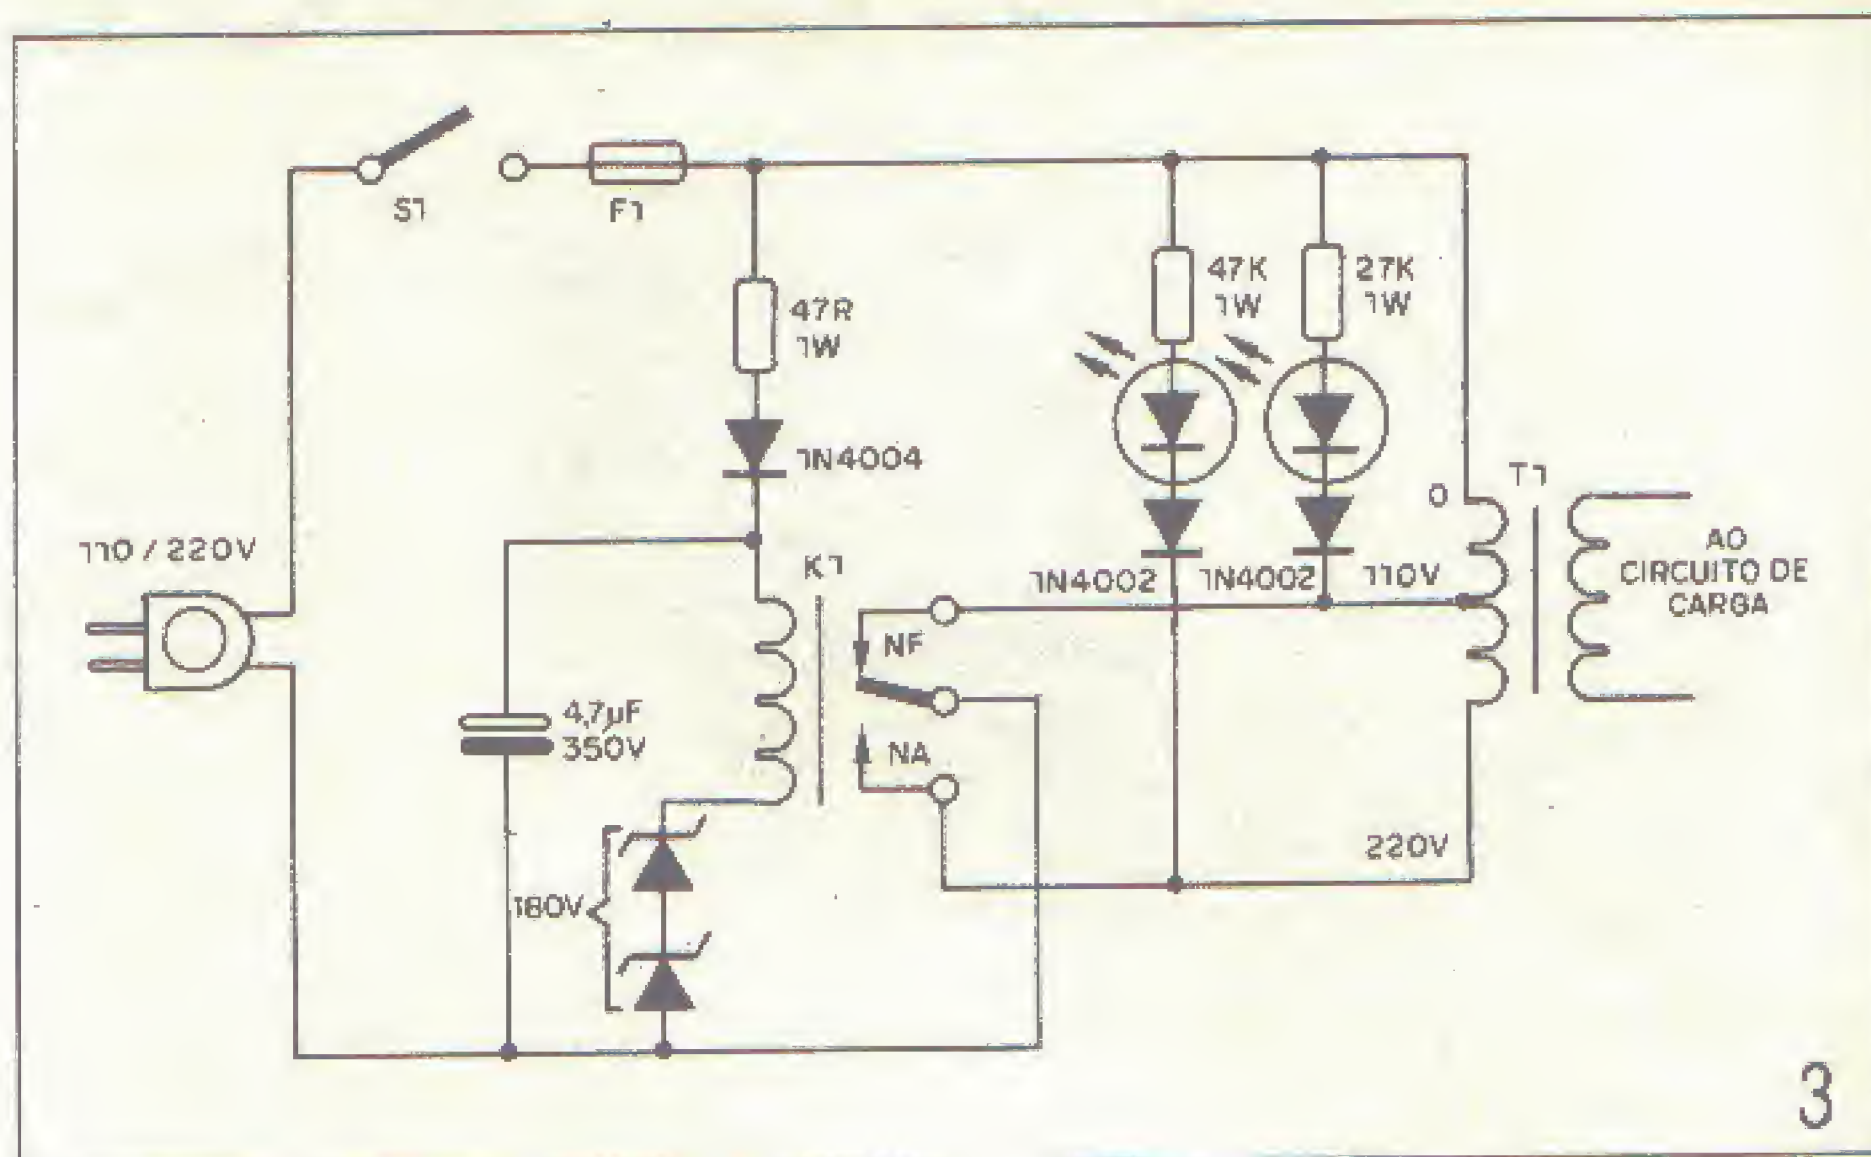 S1
F1
47R
1W
47K
1W
27K
1W
1N4004
110 / 220V
K1
1N4002
1N4002
0
110V
T1
AO
CIRCUITO DE
CARGA
4,7µF
350V
NF
NA
180V
220V
3